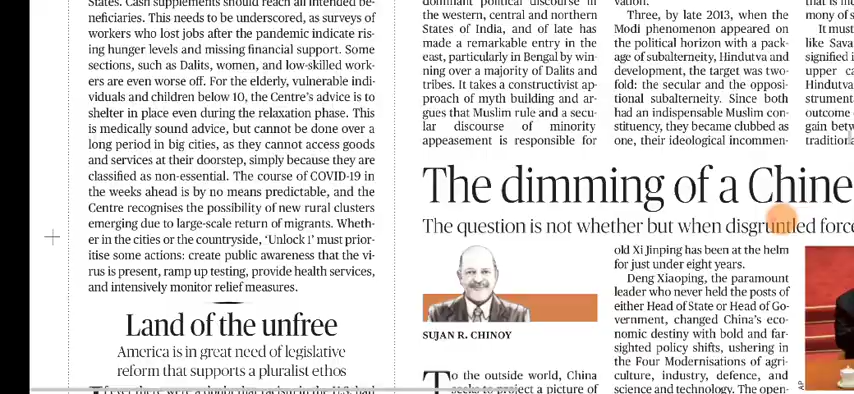 States. Cash supplements should reach all intended be-
neficiaries. This needs to be underscored, as surveys of
workers who lost jobs after the pandemic indicate ris-
ing hunger levels and missing financial support. Some
sections, such as Dalits, women, and low-skilled work-
ers are even worse off. For the elderly, vulnerable indi-
viduals and children below 10, the Centre's advice is to
shelter in place even during the relaxation phase. This
is medically sound advice, but cannot be done over a
long period in big cities, as they cannot access goods
and services at their doorstep, simply because they are
classified as non-essential. The course of COVID-19 in
the weeks ahead is by no means predictable, and the
Centre recognises the possibility of new rural clusters
emerging due to large-scale return of migrants. Wheth-
er in the cities or the countryside, 'Unlock 1' must prior-
itise some actions: create public awareness that the vi-
rus is present, ramp up testing, provide health services,
and intensively monitor relief measures.
Land of the unfree
America is in great need of legislative
reform that supports a pluralist ethos
dominant political discourse in
the western, central and northern
States of India, and of late has
made a remarkable entry in the
east, particularly in Bengal by win-
ning over a majority of Dalits and
tribes. It takes a constructivist ap-
proach of myth building and ar-
gues that Muslim rule and a secu-
lar discourse of minority
appeasement is responsible for
vation.
Three, by late 2013, when the
Modi phenomenon appeared on
the political horizon with a pack-
age of subalternity, Hindutva and
development, the target was two-
fold: the secular and the opposi-
tional subalternity. Since both
had an indispensable Muslim con-
stituency, they became clubbed as
one, their ideological incommen-
that is in
mony of s
It must
like Sava
signified i
upper ca
Hindutva
strument
outcome
gain betw
tradition
The dimming of a Chine
The question is not whether but when disgruntled force
SUJAN R. CHINOY
To the outside world, China
seeks to project a picture of
old Xi Jinping has been at the helm
for just under eight years.
Deng Xiaoping, the paramount
leader who never held the posts of
either Head of State or Head of Go-
vernment, changed China's eco-
nomic destiny with bold and far-
sighted policy shifts, ushering in
the Four Modernisations of agri-
culture, industry, defence, and
science and technology. The open-
AP